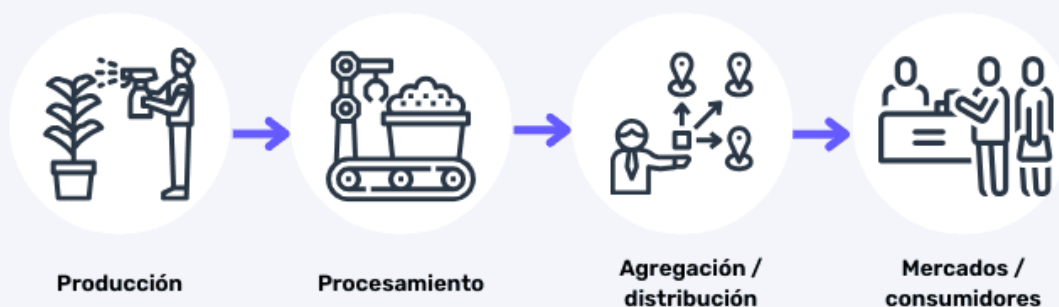 Producción
Procesamiento
Agregación /
distribución
Mercados /
consumidores